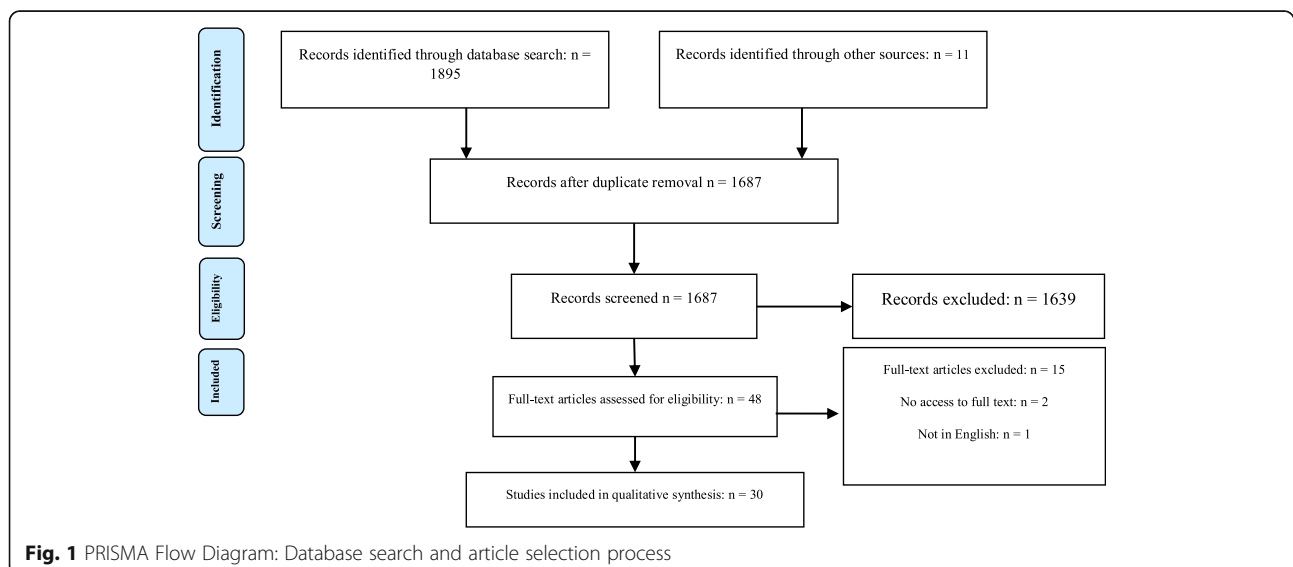 Identification
Records identified through database search: n =
1895
Records identified through other sources: n = 11
Screening
Records after duplicate removal n = 1687
Eligibility
Records screened n = 1687
Records excluded: n = 1639
Included
Full-text articles assessed for eligibility: n = 48
Full-text articles excluded: n = 15
No access to full text: n = 2
Not in English: n = 1
Studies included in qualitative synthesis: n = 30
Fig. 1 PRISMA Flow Diagram: Database search and article selection process